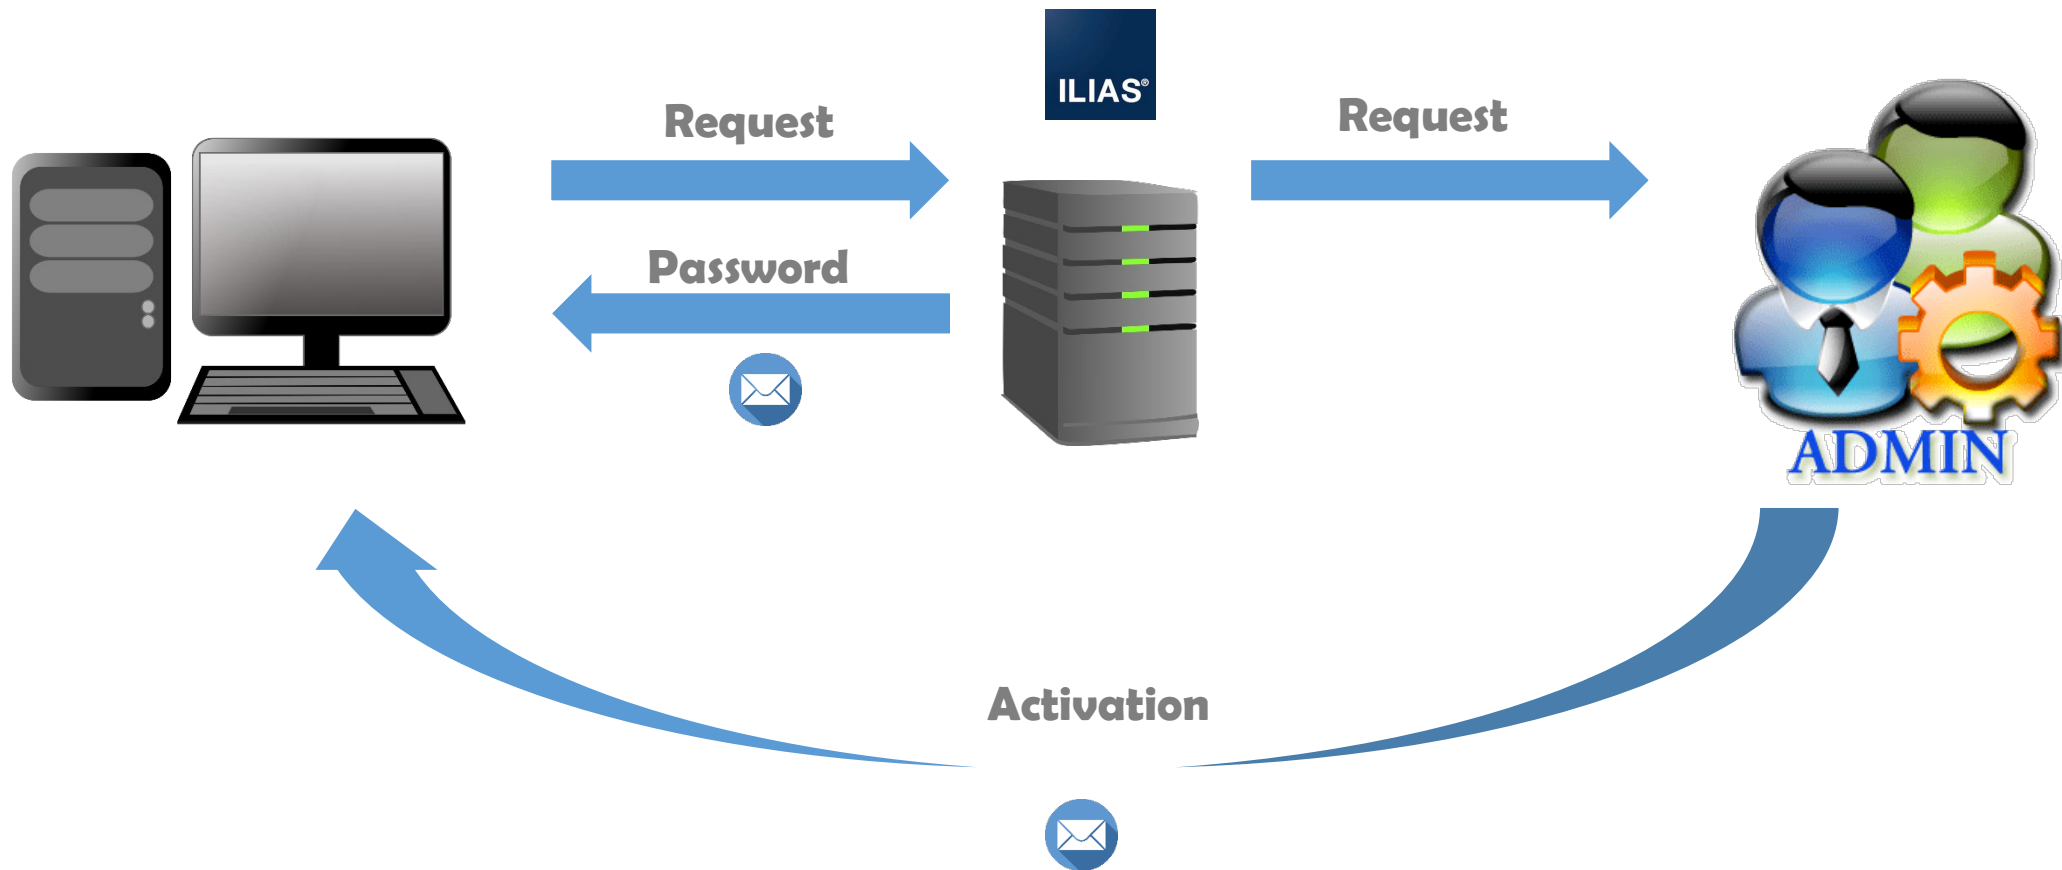 ILIAS®
Request
Request
Password
ADMIN
Activation